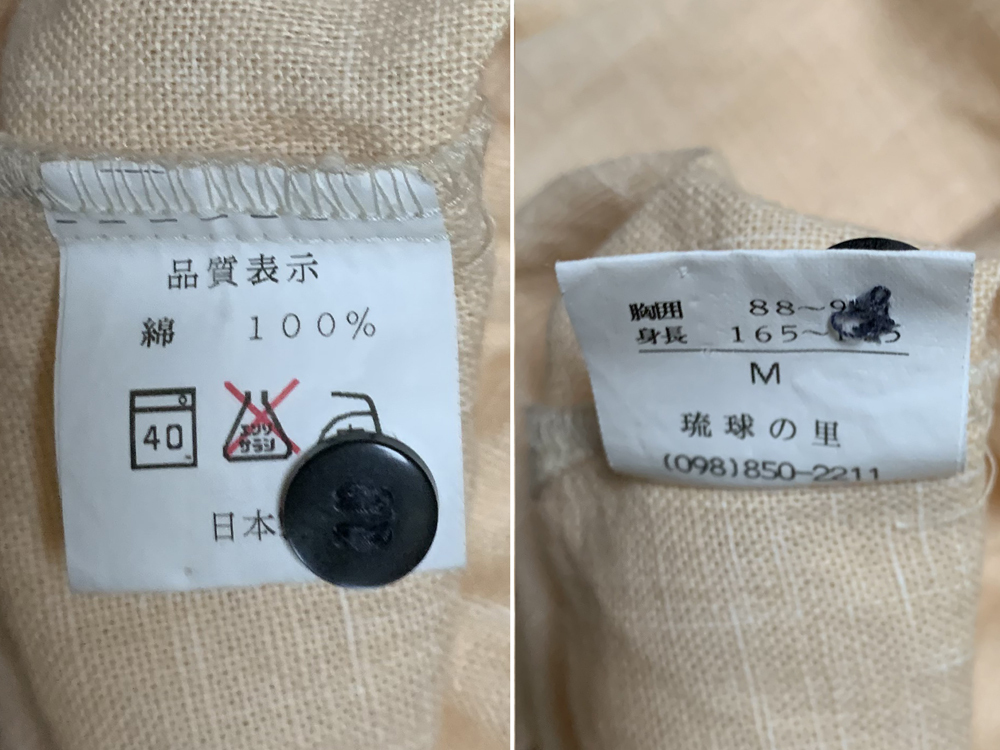 品質表示
綿 100%
40
エンソ
サラシ
中
日本
胸囲 88~
身長 165~
M
琉球の里
(098)850-2211